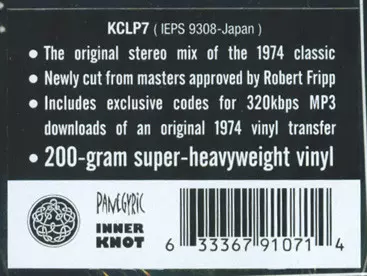 KCLP7 ( IEPS 9308-Japan )
• The original stereo mix of the 1974 classic
• Newly cut from masters approved by Robert Fripp
• Includes exclusive codes for 320kbps MP3
downloads of an original 1974 vinyl transfer
• 200-gram super-heavyweight vinyl
PANEGYRIC
INNER
KNOT
6 33367 91071 4